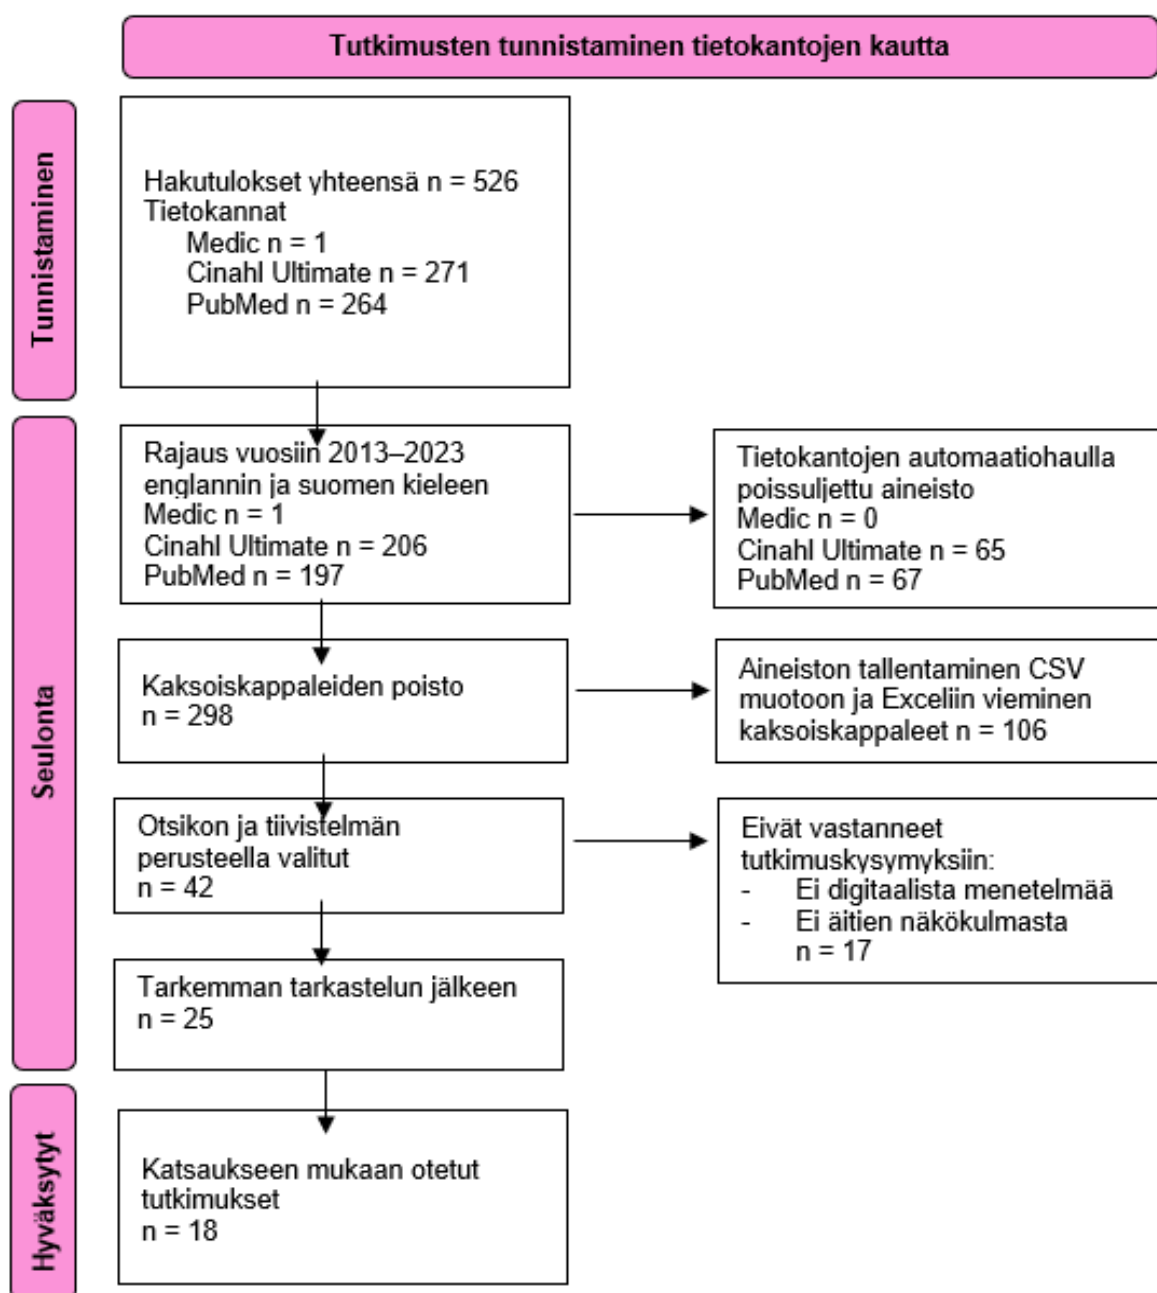 Tutkimusten tunnistaminen tietokantojen kautta
Tunnistaminen
Hakutulokset yhteensä n = 526
Tietokannat
Medic n = 1
Cinahl Ultimate n = 271
PubMed n = 264
Seulonta
Rajaus vuosiin 2013–2023
englannin ja suomen kieleen
Medic n = 1
Cinahl Ultimate n = 206
PubMed n = 197
Tietokantojen automaatiohaulla
poissuljettu aineisto
Medic n = 0
Cinahl Ultimate n = 65
PubMed n = 67
Kaksoiskappaleiden poisto
n = 298
Aineiston tallentaminen CSV
muotoon ja Exceliin vieminen
kaksoiskappaleet n = 106
Otsikon ja tiivistelmän
perusteella valitut
n = 42
Eivät vastanneet
tutkimuskysymyksiin:
- Ei digitaalista menetelmää
- Ei äitien näkökulmasta
n = 17
Tarkemman tarkastelun jälkeen
n = 25
Hyväksytyt
Katsaukseen mukaan otetut
tutkimukset
n = 18